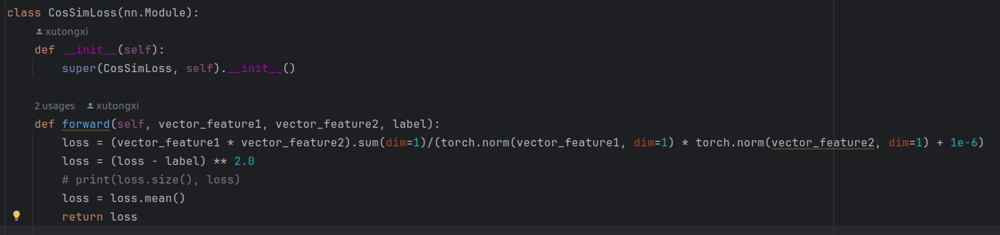 class CosSimLoss(nn.Module):
xutongxi
def __init__(self):
super(CosSimLoss, self).__init__()
2 usages xutongxi
def forward(self, vector_feature1, vector_feature2, label):
loss = (vector_feature1 * vector_feature2).sum(dim=1)/(torch.norm(vector_feature1, dim=1) * torch.norm(vector_feature2, dim=1) + 1e-6)
loss = (loss - label) ** 2.0
# print(loss.size(), loss)
loss = loss.mean()
return loss